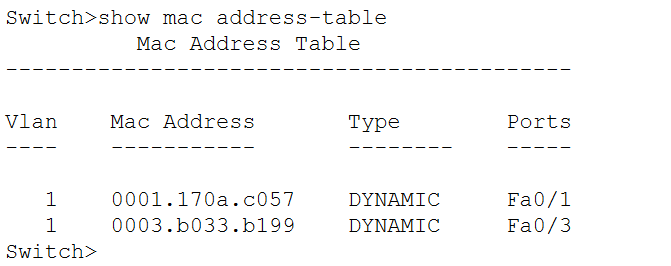 Switch>show mac address-table
Mac Address Table
-------------------------------------------
Vlan    Mac Address       Type        Ports
----    -----------       --------    -----
1    0001.170a.c057    DYNAMIC     Fa0/1
1    0003.b033.b199    DYNAMIC     Fa0/3
Switch>